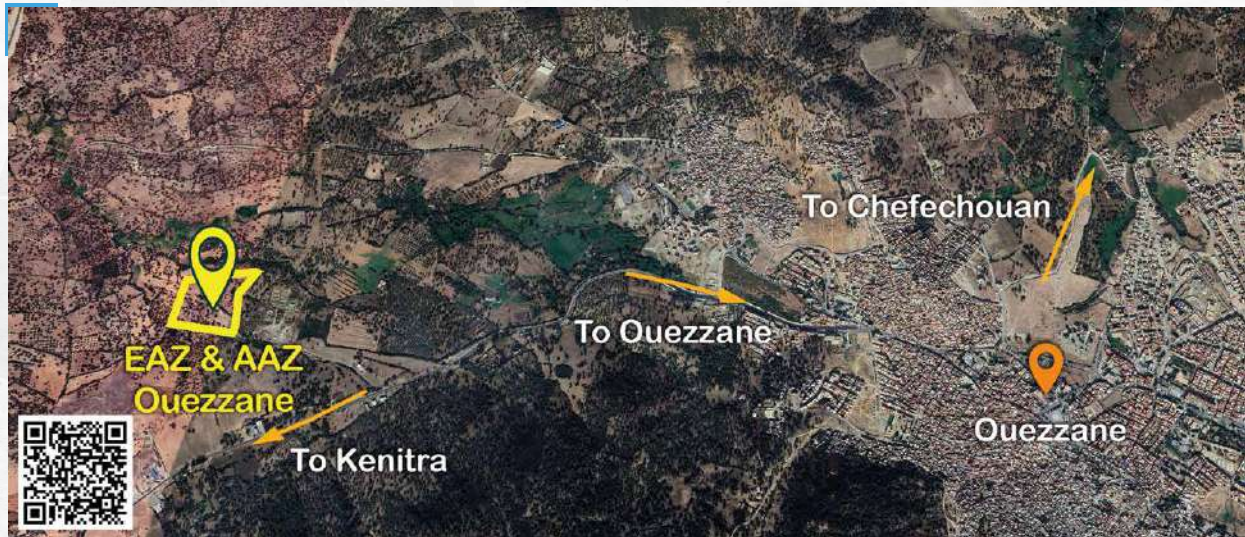 To Chefechouan
To Ouezzane
EAZ & AAZ
Ouezzane
Ouezzane
To Kenitra